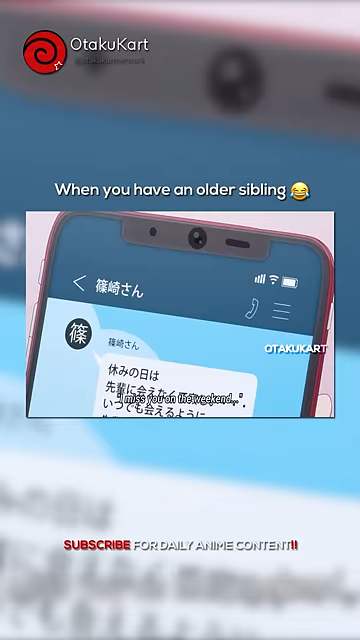 OtakuKart
@otakukartnetwork
When you have an older sibling 😂
篠崎さん
篠
篠崎さん
OTAKUKART
休みの日は
先輩に会えなく
いつでも会えるように
"I miss you on the weekend..."
SUBSCRIBE FOR DAILY ANIME CONTENT!!